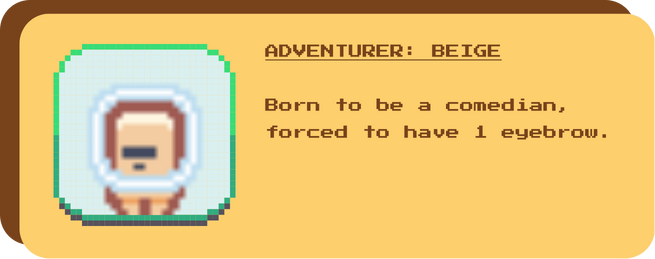 ADVENTURER: BEIGE
Born to be a comedian,
forced to have 1 eyebrow.